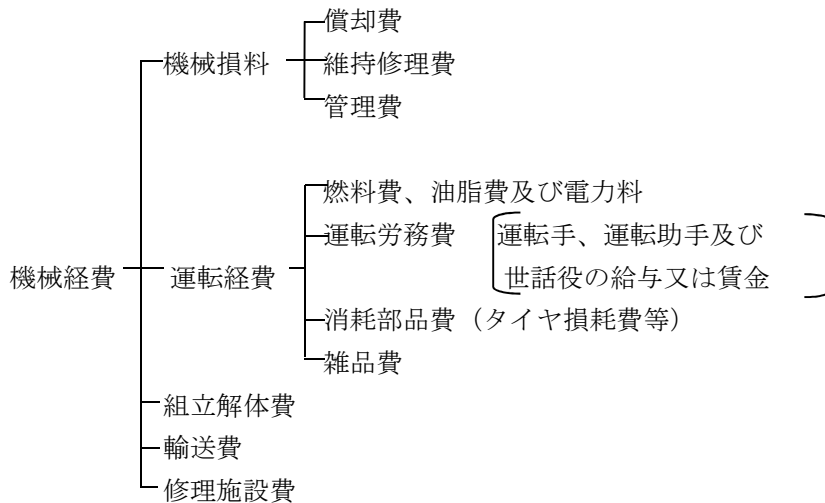 償却費
機械損料
維持修理費
管理費
燃料費、油脂費及び電力料
運転労務費
運転手、運転助手及び
機械経費
運転経費
世話役の給与又は賃金
消耗部品費（タイヤ損耗費等）
雑品費
組立解体費
輸送費
修理施設費